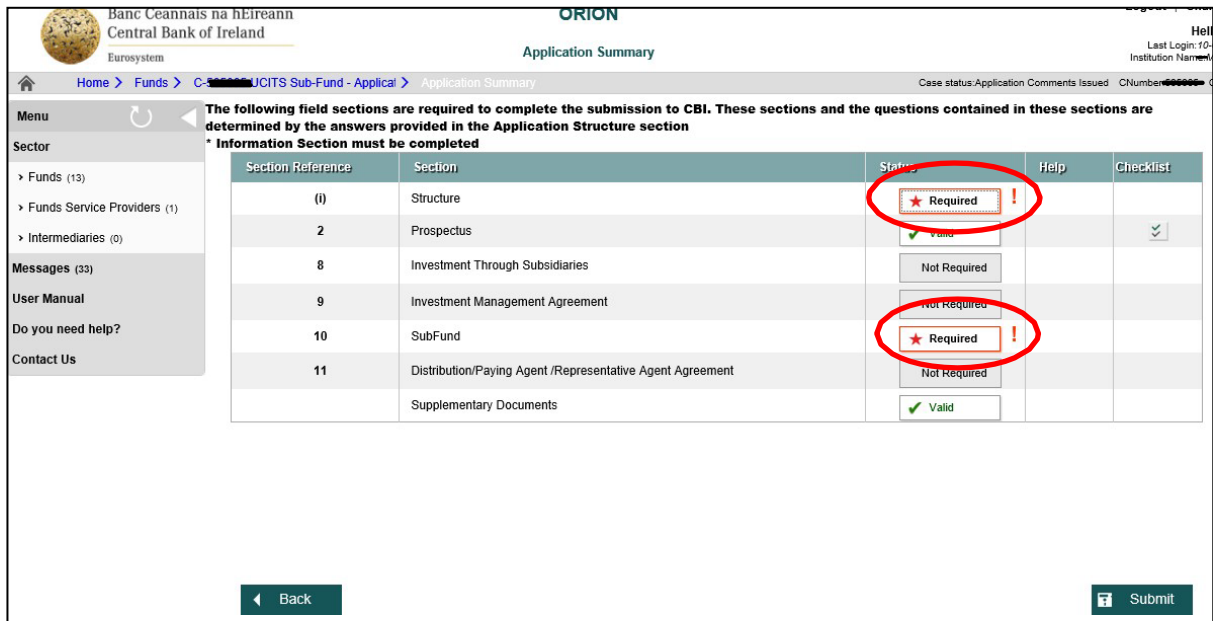 Banc Ceannais na hÉireann
Central Bank of Ireland
Eurosystem
ORION
Application Summary
Hell
Last Login:10-
Institution Name:
Home > Funds > C- UCITS Sub-Fund - Applicat > Application Summary
Case status:Application Comments Issued CNumber
Menu
Sector
> Funds (13)
> Funds Service Providers (1)
> Intermediaries (0)
Messages (33)
User Manual
Do you need help?
Contact Us
The following field sections are required to complete the submission to CBI. These sections and the questions contained in these sections are
determined by the answers provided in the Application Structure section
* Information Section must be completed
Section Reference Section Status Help Checklist
(i) Structure Required !
2 Prospectus Valid
8 Investment Through Subsidiaries Not Required
9 Investment Management Agreement Not Required
10 SubFund Required !
11 Distribution/Paying Agent /Representative Agent Agreement Not Required
Supplementary Documents Valid
Back
Submit